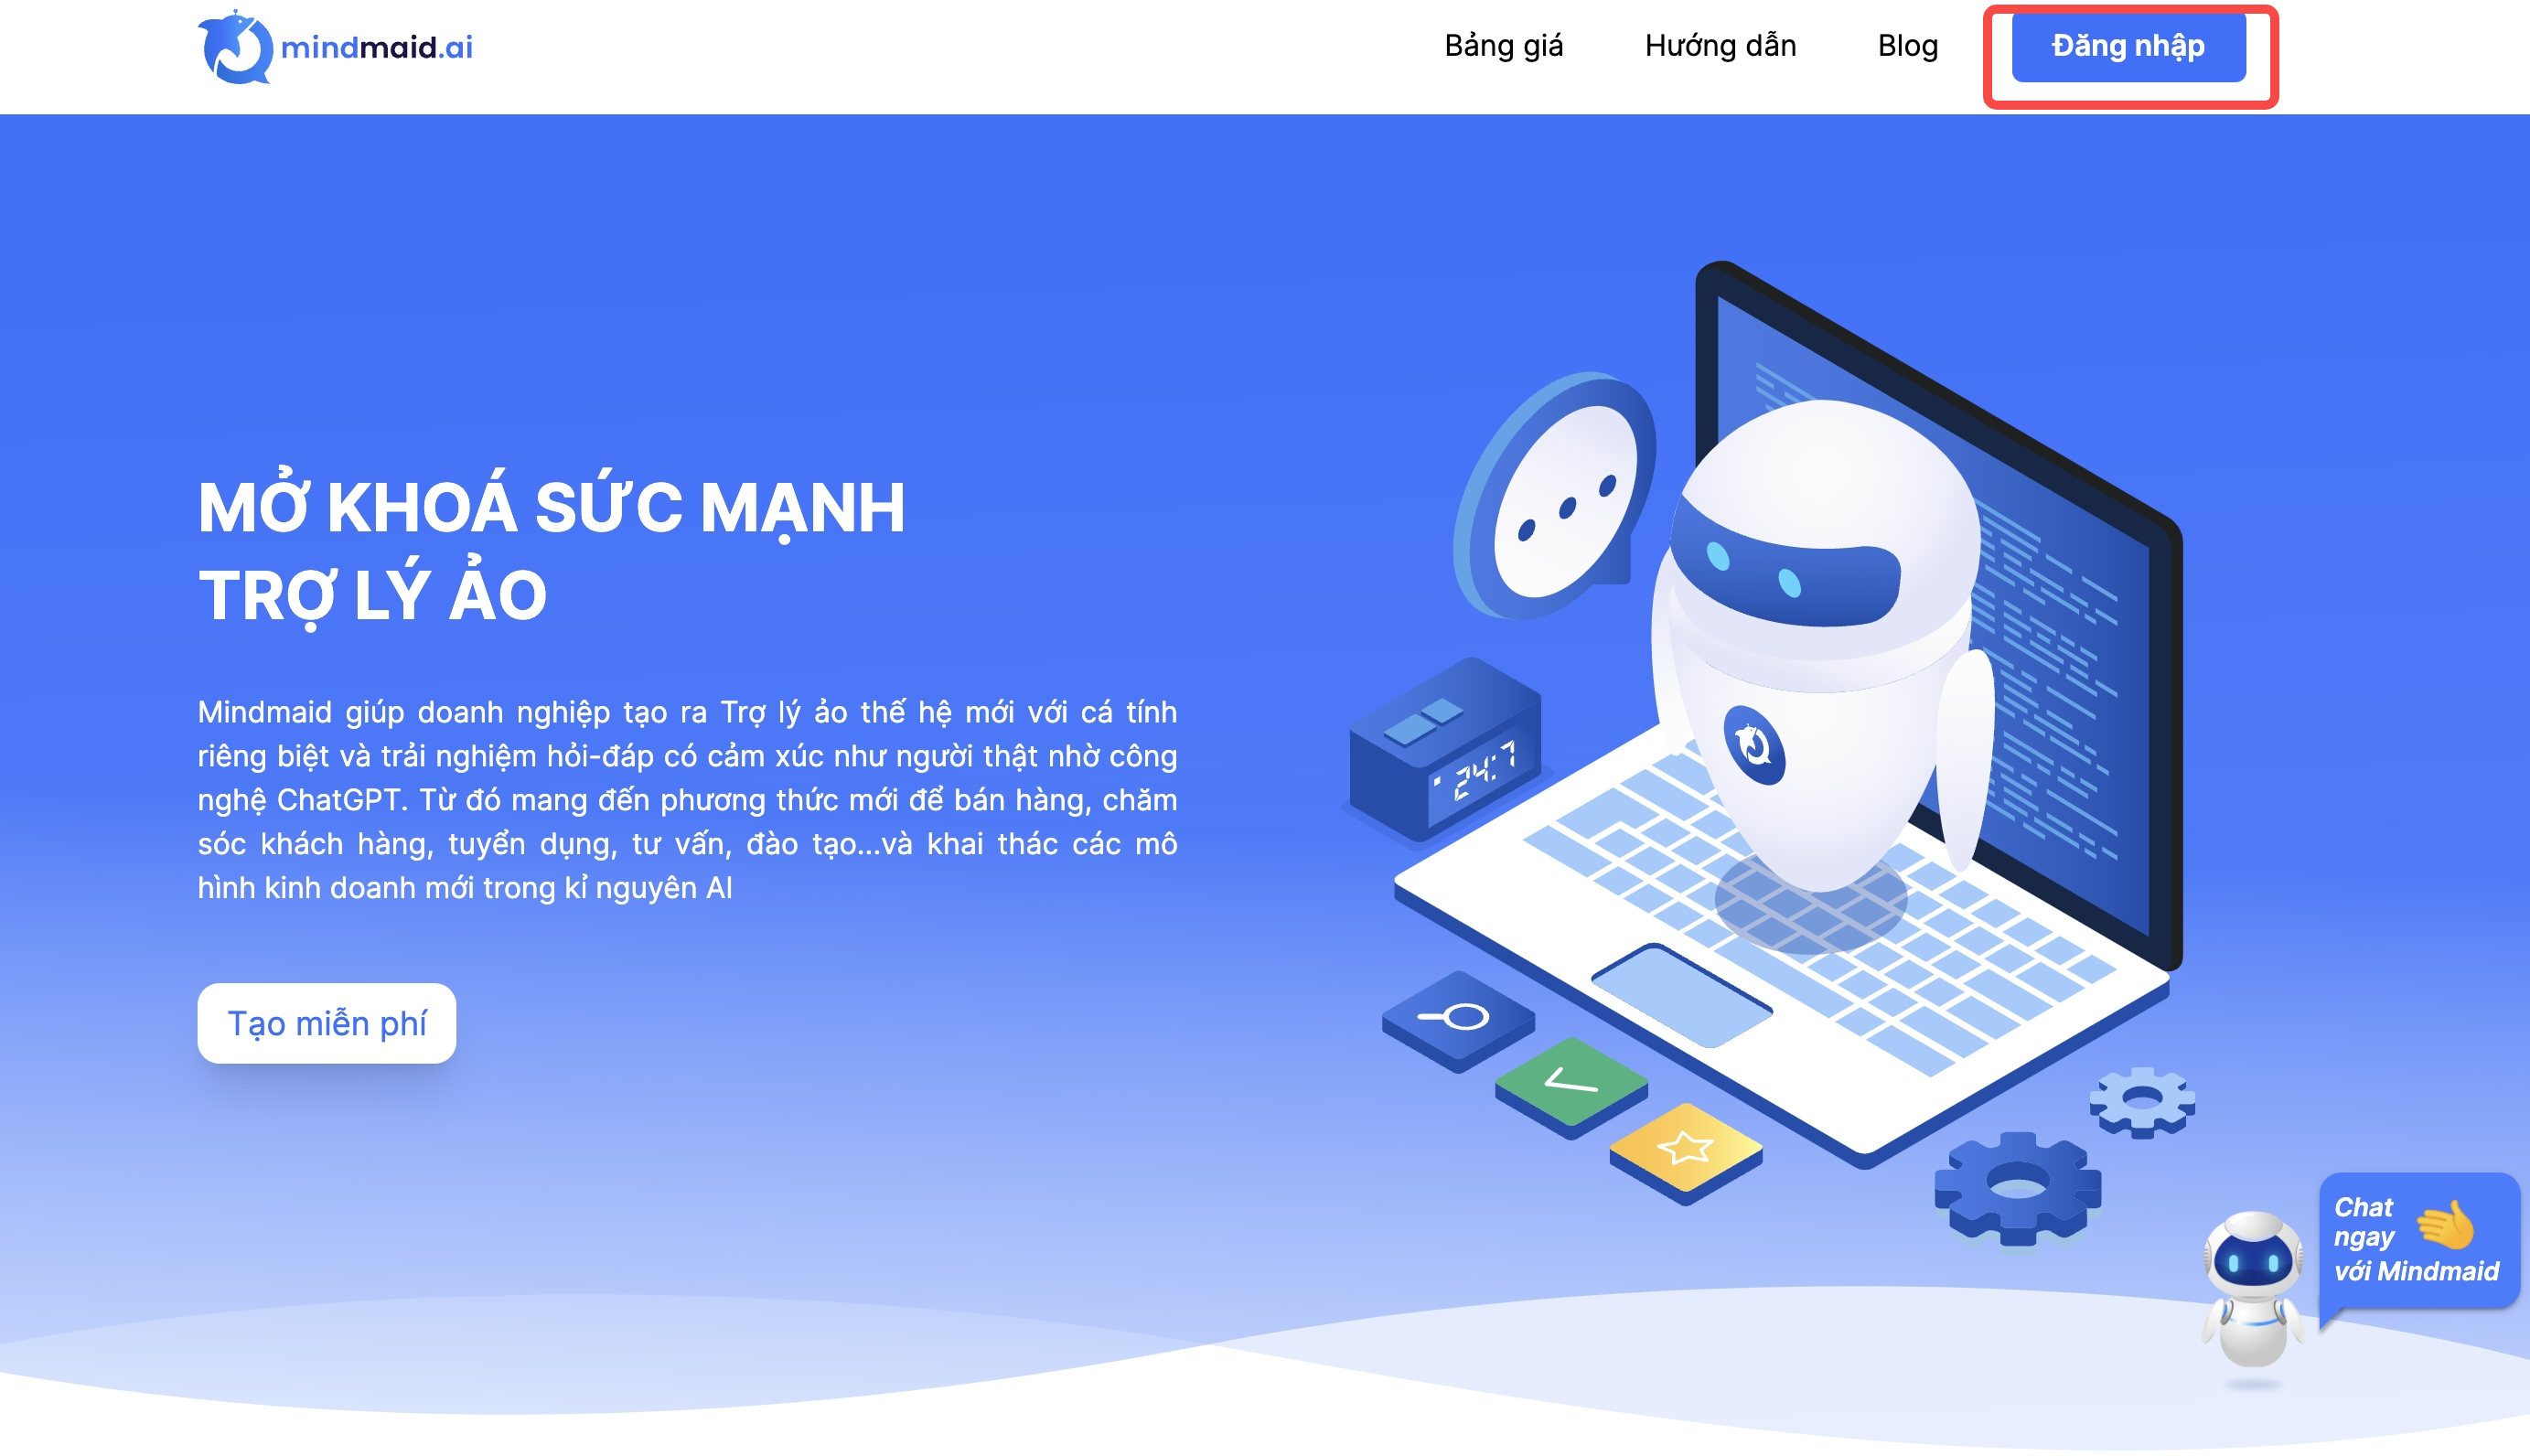 mindmaid.ai
Bảng giá
Hướng dẫn
Blog
Đăng nhập
MỞ KHOÁ SỨC MẠNH
TRỢ LÝ ẢO
Mindmaid giúp doanh nghiệp tạo ra Trợ lý ảo thế hệ mới với cá tính
riêng biệt và trải nghiệm hỏi-đáp có cảm xúc như người thật nhờ công
nghệ ChatGPT. Từ đó mang đến phương thức mới để bán hàng, chăm
sóc khách hàng, tuyển dụng, tư vấn, đào tạo...và khai thác các mô
hình kinh doanh mới trong kỉ nguyên AI
Tạo miễn phí
24:7
Chat
ngay
với Mindmaid